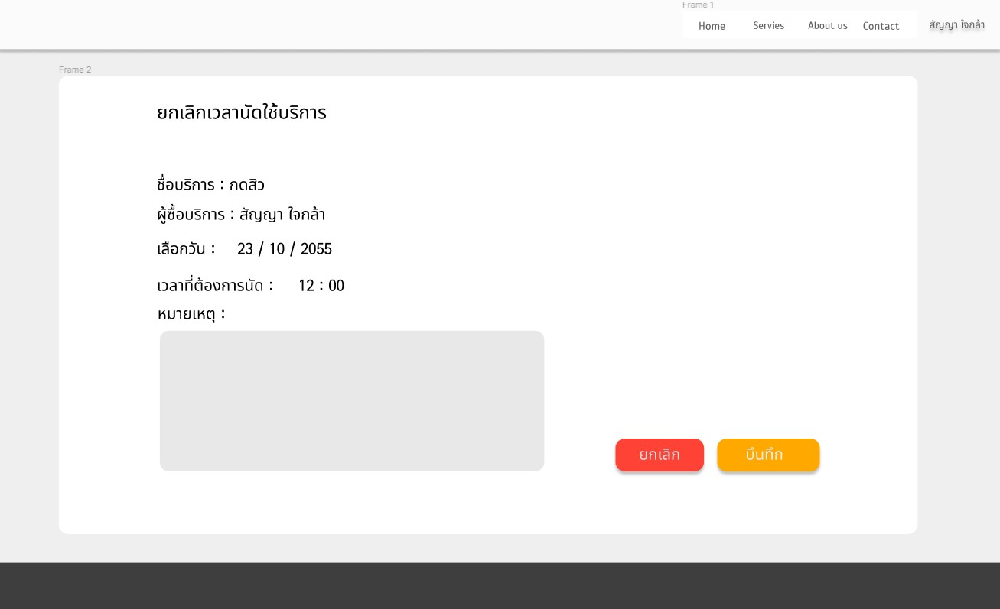 Frame 1
Home Servies About us Contact สัญญา ใจกล้า
Frame 2
ยกเลิกเวลานัดใช้บริการ
ชื่อบริการ : กดสิว
ผู้ซื้อบริการ : สัญญา ใจกล้า
เลือกวัน : 23 / 10 / 2055
เวลาที่ต้องการนัด : 12 : 00
หมายเหตุ :
ยกเลิก บึนทึก